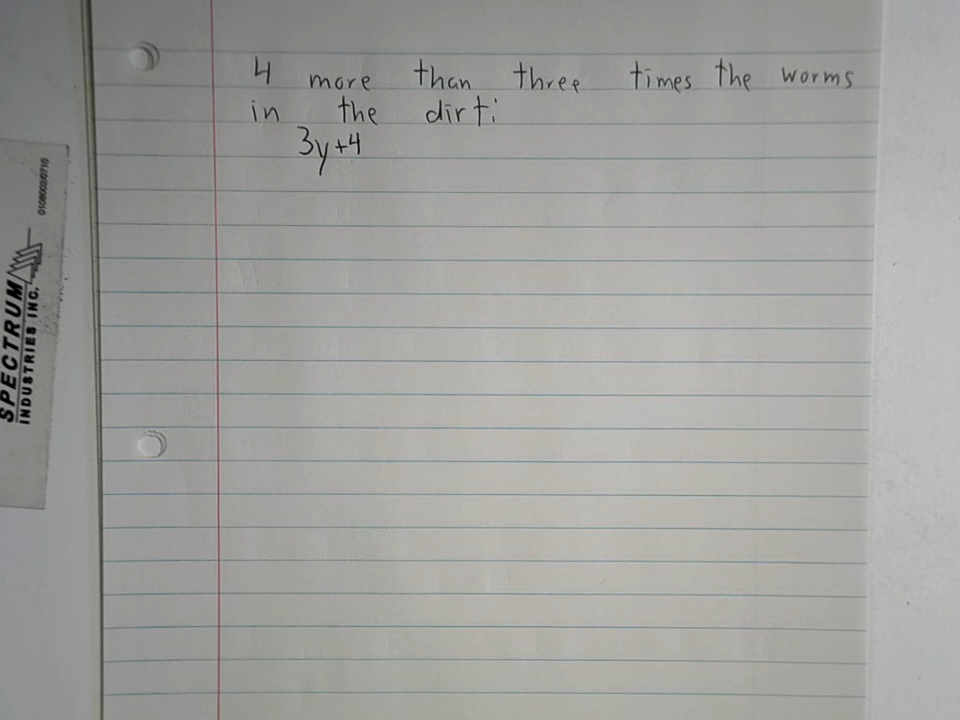 4 more than three times the worms
in the dirt:
3y+4
SPECTRUM
INDUSTRIES INC.